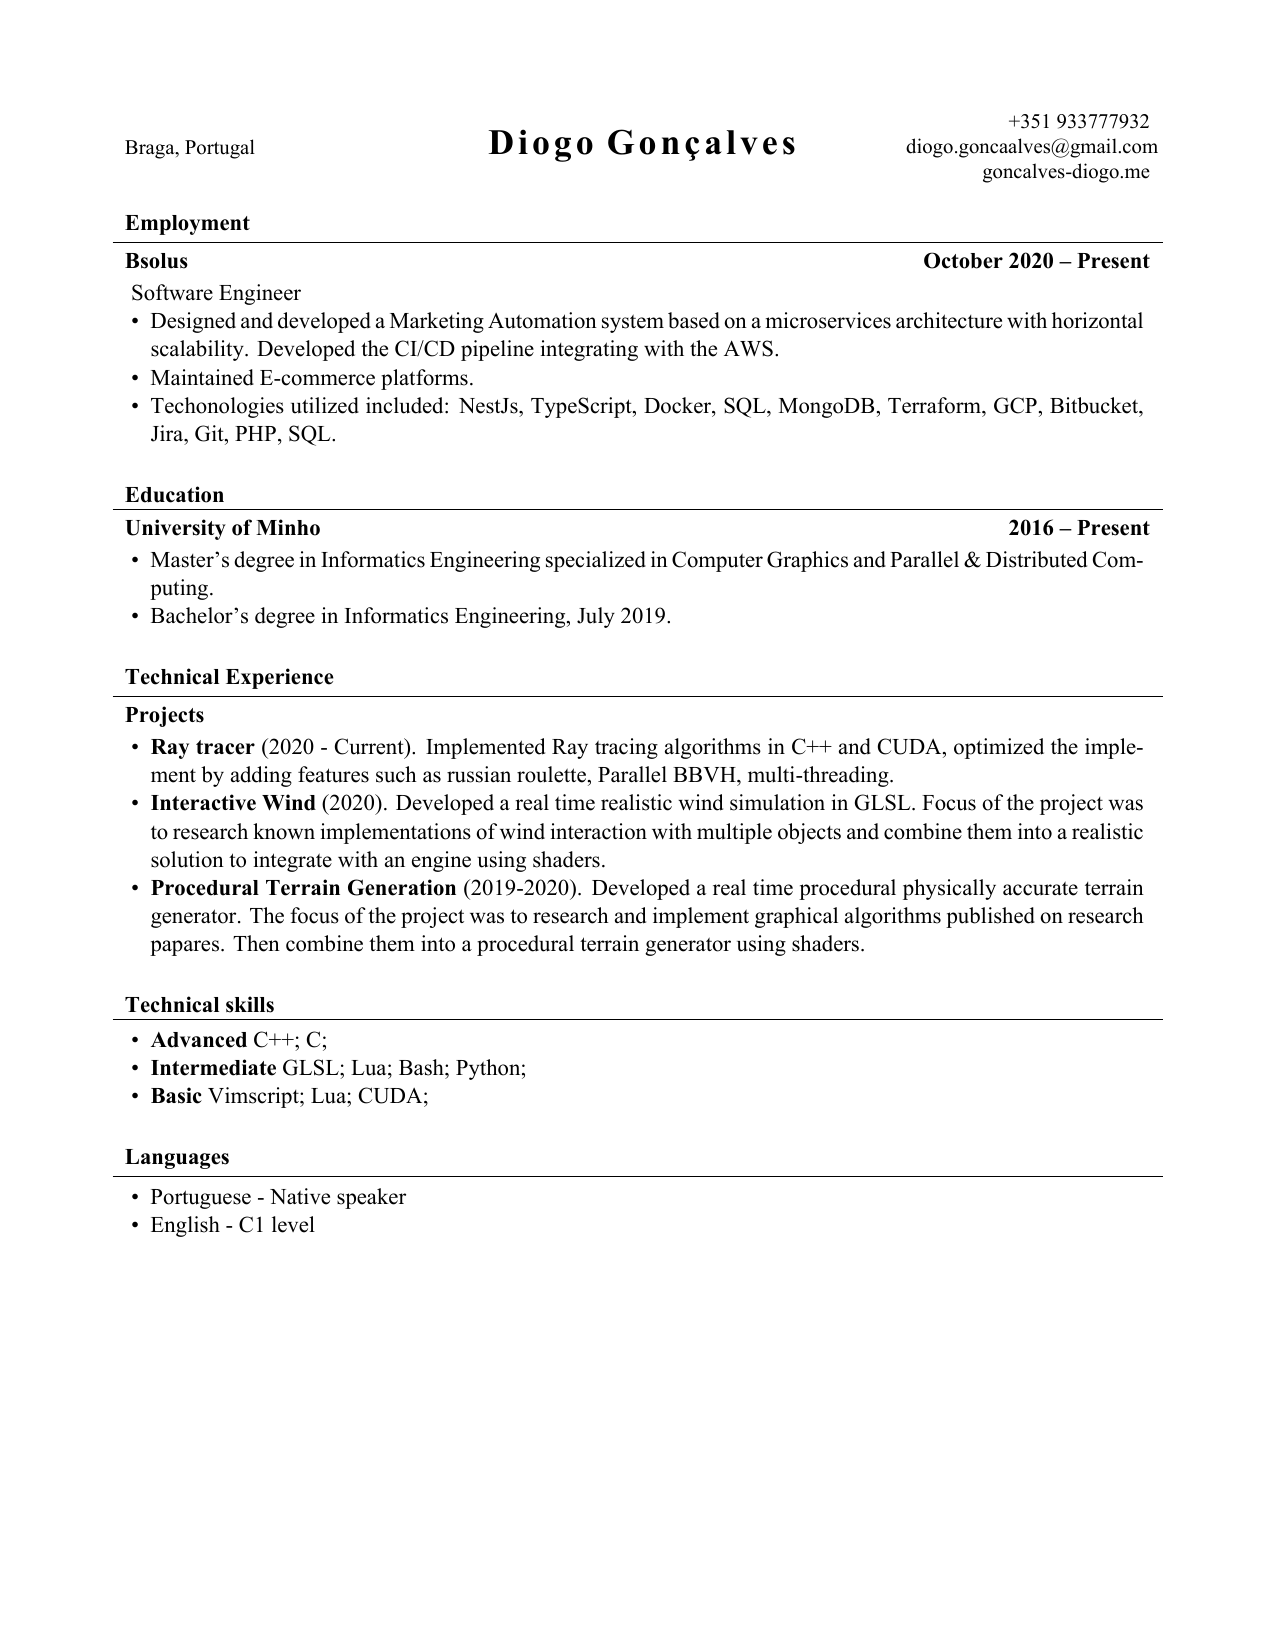 Braga, Portugal
Diogo Gonçalves
+351 933777932
diogo.goncaalves@gmail.com
goncalves-diogo.me
Employment
Bsolus October 2020 – Present
Software Engineer
• Designed and developed a Marketing Automation system based on a microservices architecture with horizontal
scalability. Developed the CI/CD pipeline integrating with the AWS.
• Maintained E-commerce platforms.
• Techonologies utilized included: NestJs, TypeScript, Docker, SQL, MongoDB, Terraform, GCP, Bitbucket,
Jira, Git, PHP, SQL.
Education
University of Minho 2016 – Present
• Master’s degree in Informatics Engineering specialized in Computer Graphics and Parallel & Distributed Com-
puting.
• Bachelor’s degree in Informatics Engineering, July 2019.
Technical Experience
Projects
• Ray tracer (2020 - Current). Implemented Ray tracing algorithms in C++ and CUDA, optimized the imple-
ment by adding features such as russian roulette, Parallel BBVH, multi-threading.
• Interactive Wind (2020). Developed a real time realistic wind simulation in GLSL. Focus of the project was
to research known implementations of wind interaction with multiple objects and combine them into a realistic
solution to integrate with an engine using shaders.
• Procedural Terrain Generation (2019-2020). Developed a real time procedural physically accurate terrain
generator. The focus of the project was to research and implement graphical algorithms published on research
papares. Then combine them into a procedural terrain generator using shaders.
Technical skills
• Advanced C++; C;
• Intermediate GLSL; Lua; Bash; Python;
• Basic Vimscript; Lua; CUDA;
Languages
• Portuguese - Native speaker
• English - C1 level